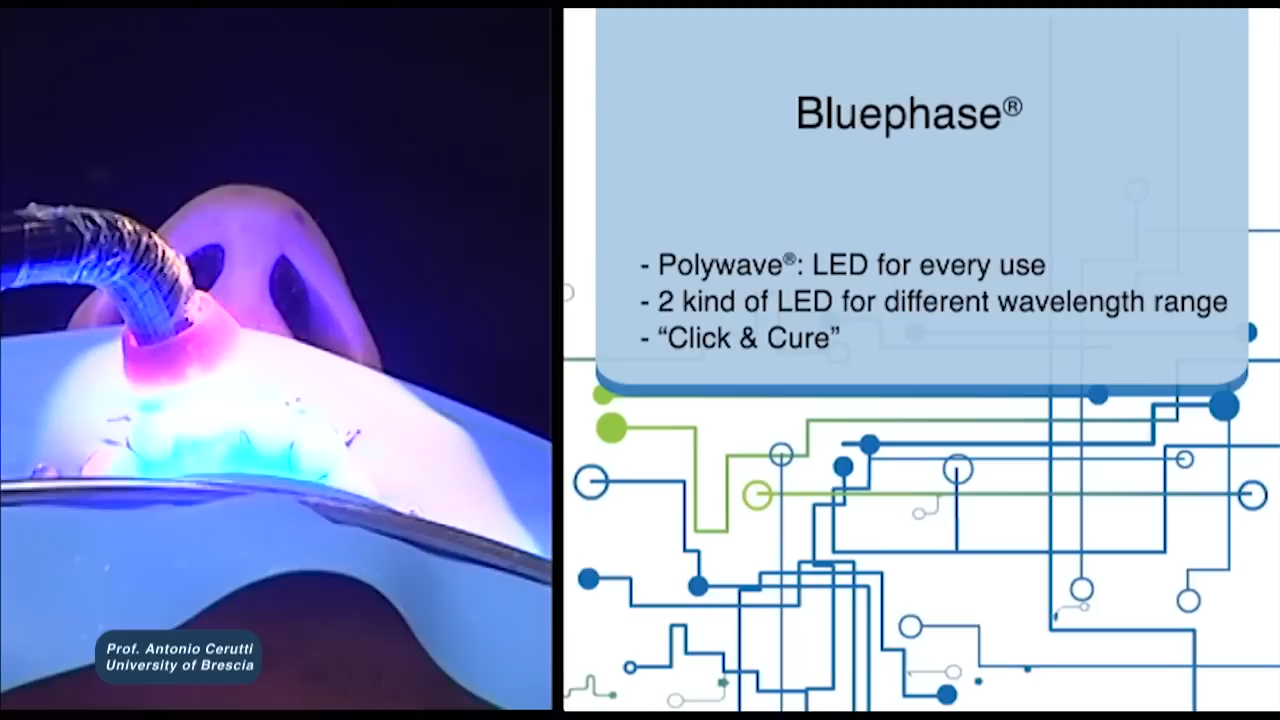 Bluephase®
- Polywave®: LED for every use
- 2 kind of LED for different wavelength range
- “Click & Cure”
Prof. Antonio Cerutti
University of Brescia